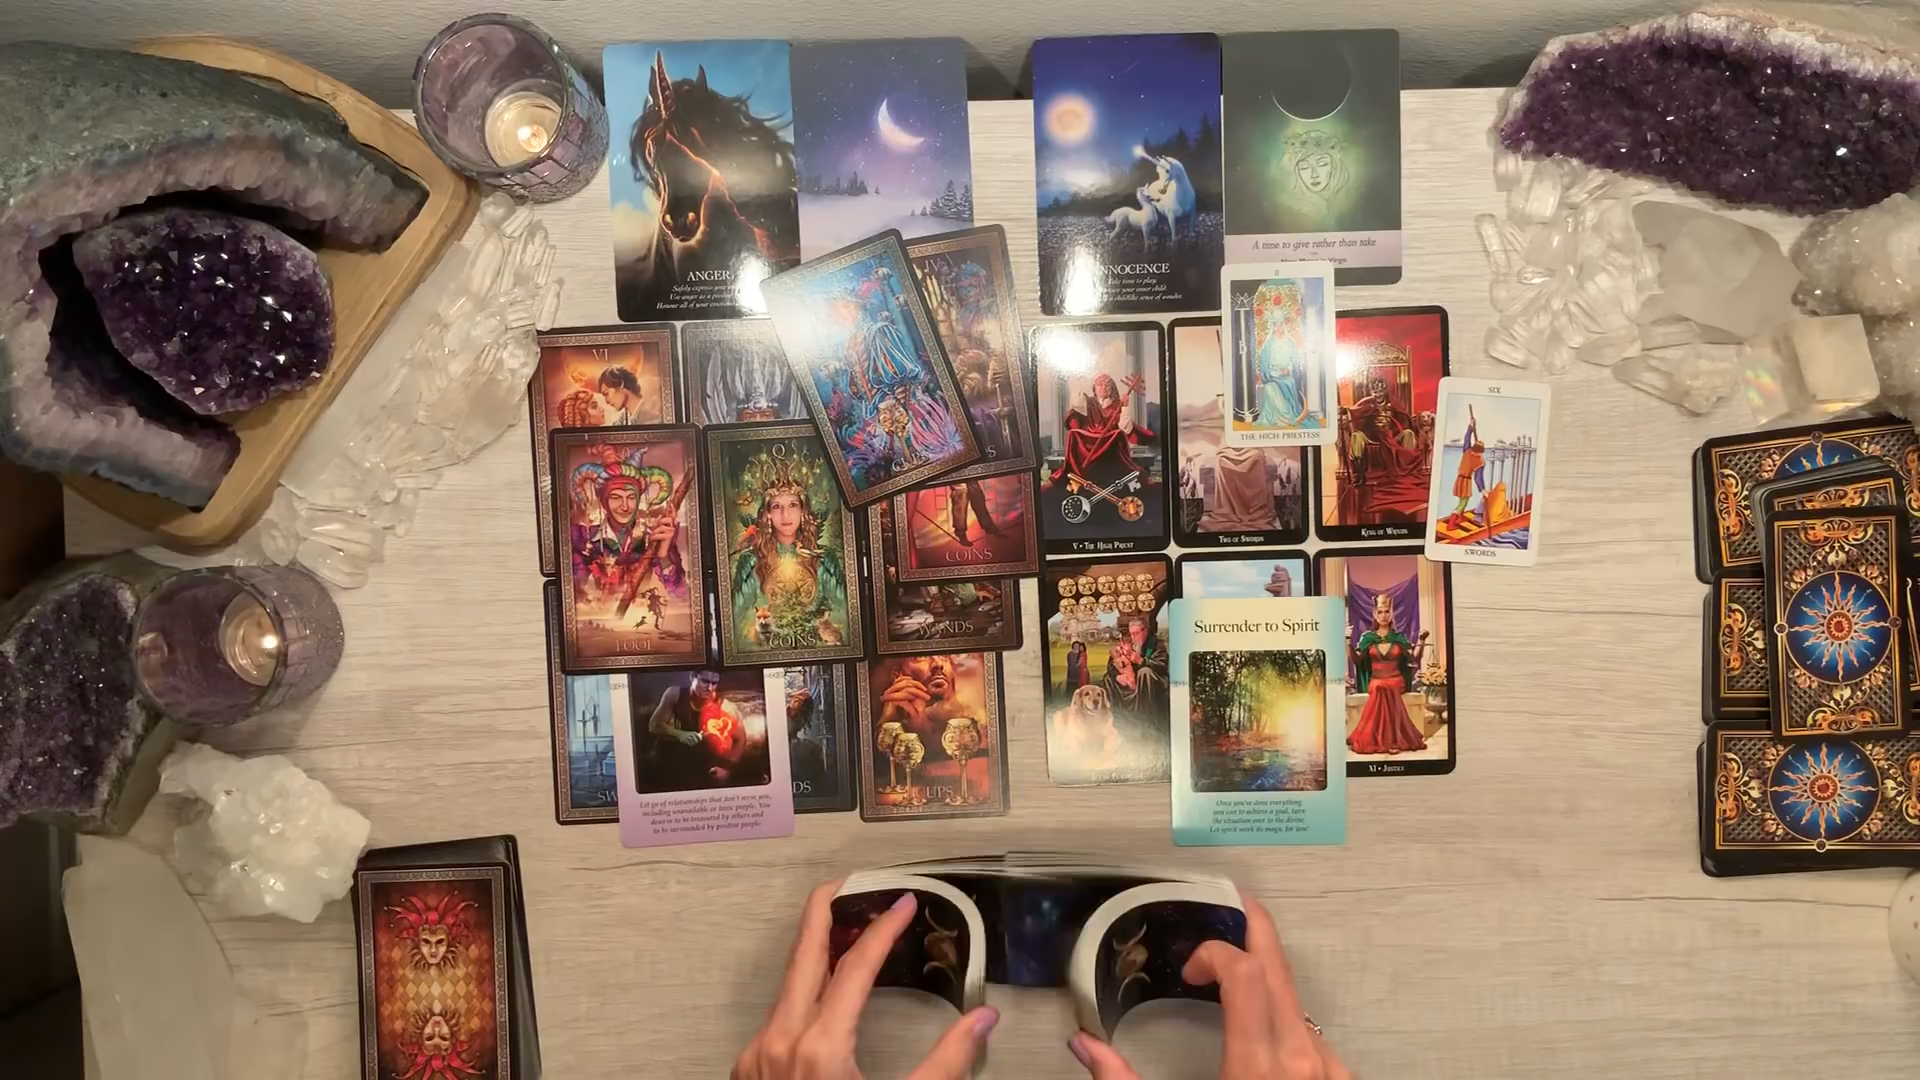 ANGER
INNOCENCE
A time to give rather than take
II
THE HIGH PRIESTESS
VI
IV
Q
FOOL
COINS
COINS
WANDS
CUPS
CUPS
V • The High Priest
Two of Swords
King of Wands
SIX
SWORDS
Surrender to Spirit
Once you've done everything
you can to achieve a goal, turn
the situation over to the divine.
Let spirit work its magic for you!
XI • Justice
Let go of relationships that don't serve you,
including unavailable or toxic people. You
deserve to be treasured by others and
to be surrounded by positive people.